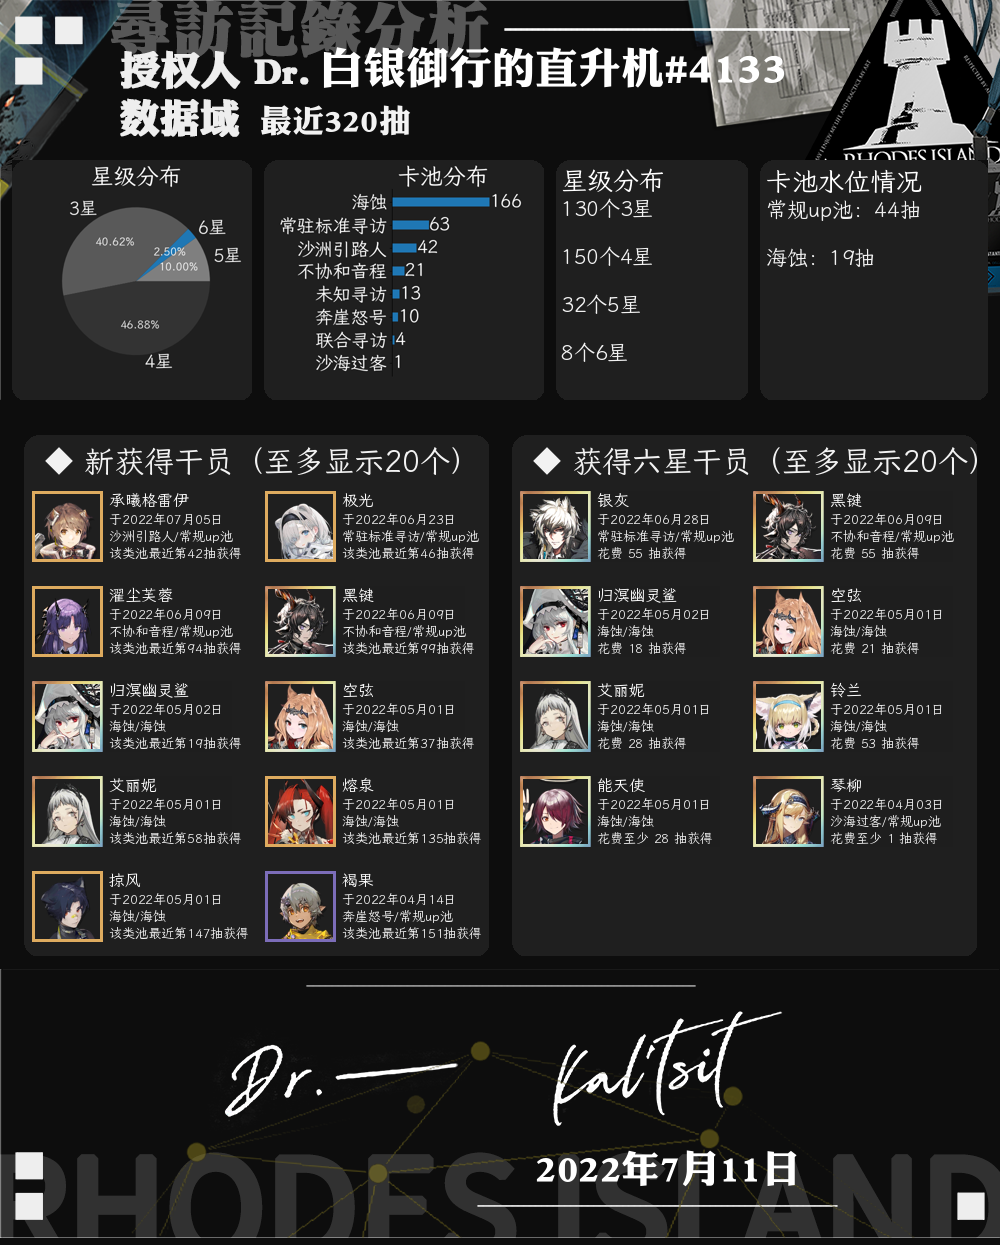 尋訪記錄分析
授权人 Dr. 白银御行的直升机#4133
数据域 最近320抽
RHODES ISLAND
星级分布
3星
6星
5星
4星
40.62%
2.50%
10.00%
46.88%
卡池分布
海蚀 166
常驻标准寻访 63
沙洲引路人 42
不协和音程 21
未知寻访 13
奔崖怒号 10
联合寻访 4
沙海过客 1
星级分布
130个3星
150个4星
32个5星
8个6星
卡池水位情况
常规up池：44抽
海蚀：19抽
新获得干员（至多显示20个）
承曦格雷伊
于2022年07月05日
沙洲引路人/常规up池
该类池最近第42抽获得
极光
于2022年06月23日
常驻标准寻访/常规up池
该类池最近第46抽获得
濯尘芙蓉
于2022年06月09日
不协和音程/常规up池
该类池最近第94抽获得
黑键
于2022年06月09日
不协和音程/常规up池
该类池最近第99抽获得
归溟幽灵鲨
于2022年05月02日
海蚀/海蚀
该类池最近第19抽获得
空弦
于2022年05月01日
海蚀/海蚀
该类池最近第37抽获得
艾丽妮
于2022年05月01日
海蚀/海蚀
该类池最近第58抽获得
熔泉
于2022年05月01日
海蚀/海蚀
该类池最近第135抽获得
掠风
于2022年05月01日
海蚀/海蚀
该类池最近第147抽获得
褐果
于2022年04月14日
奔崖怒号/常规up池
该类池最近第151抽获得
获得六星干员（至多显示20个）
银灰
于2022年06月28日
常驻标准寻访/常规up池
花费 55 抽获得
黑键
于2022年06月09日
不协和音程/常规up池
花费 55 抽获得
归溟幽灵鲨
于2022年05月02日
海蚀/海蚀
花费 18 抽获得
空弦
于2022年05月01日
海蚀/海蚀
花费 21 抽获得
艾丽妮
于2022年05月01日
海蚀/海蚀
花费 28 抽获得
铃兰
于2022年05月01日
海蚀/海蚀
花费 53 抽获得
能天使
于2022年05月01日
海蚀/海蚀
花费至少 28 抽获得
琴柳
于2022年04月03日
沙海过客/常规up池
花费至少 1 抽获得
Dr.— Kal'tsit
2022年7月11日
RHODES ISLAND